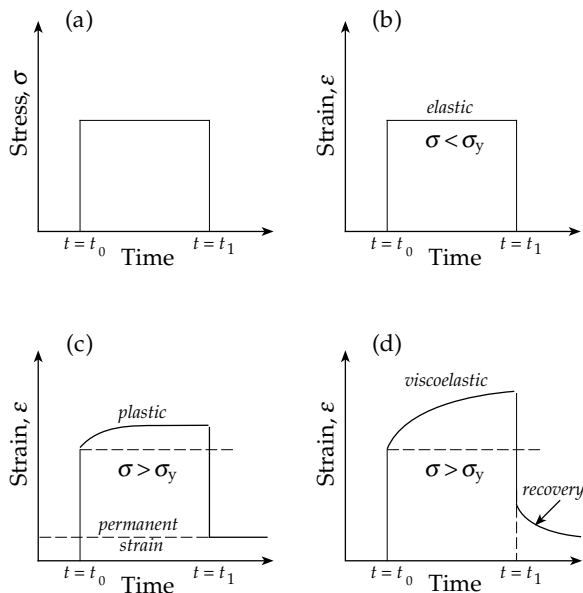 (a)
Stress, σ
t = t0
Time
t = t1
(b)
Strain, ε
elastic
σ < σy
t = t0
Time
t = t1
(c)
Strain, ε
plastic
σ > σy
permanent
strain
t = t0
Time
t = t1
(d)
Strain, ε
viscoelastic
σ > σy
recovery
t = t0
Time
t = t1